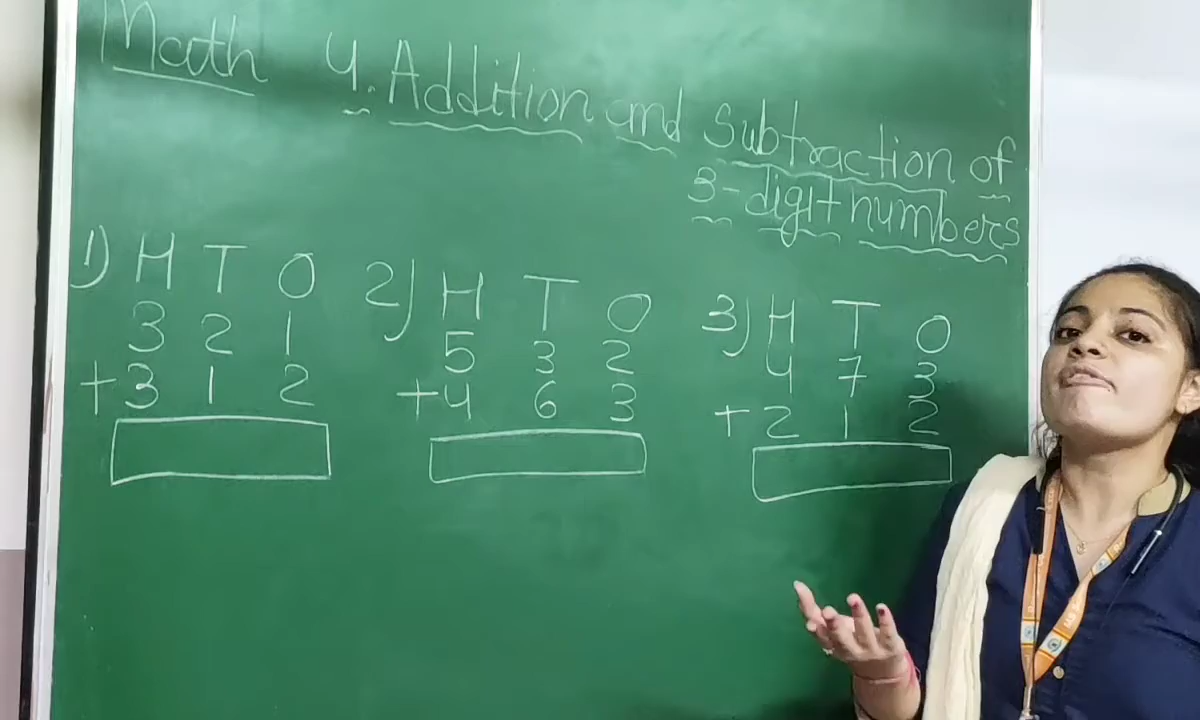 Math 4. Addition and Subtraction of
3-digit numbers
1) H T O
3 2 1
+3 1 2
2) H T O
5 3 2
+4 6 3
3) H T O
4 7 3
+2 1 2